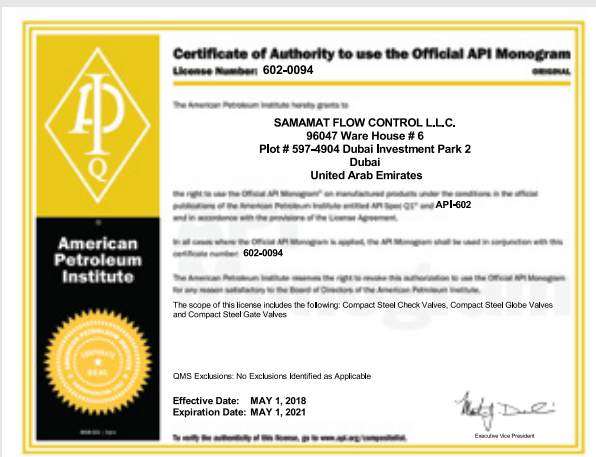 Certificate of Authority to use the Official API Monogram
License Number: 602-0094
ORIGINAL
The American Petroleum Institute hereby grants to
SAMAMAT FLOW CONTROL L.L.C.
96047 Ware House # 6
Plot # 597-4904 Dubai Investment Park 2
Dubai
United Arab Emirates
the right to use the Official API Monogram® on manufactured products under the conditions in the official
publications of the American Petroleum Institute entitled API Spec Q1® and API-602
and in accordance with the provisions of the License Agreement.
In all cases where the Official API Monogram is applied, the API Monogram shall be used in conjunction with this
certificate number: 602-0094
The American Petroleum Institute reserves the right to revoke this authorization to use the Official API Monogram
for any reason satisfactory to the Board of Directors of the American Petroleum Institute.
The scope of this license includes the following: Compact Steel Check Valves, Compact Steel Globe Valves
and Compact Steel Gate Valves
QMS Exclusions: No Exclusions Identified as Applicable
Effective Date: MAY 1, 2018
Expiration Date: MAY 1, 2021
To verify the authenticity of this license, go to www.api.org/compositelist.
Executive Vice President
API
Q
American
Petroleum
Institute
CORPORATE
SEAL